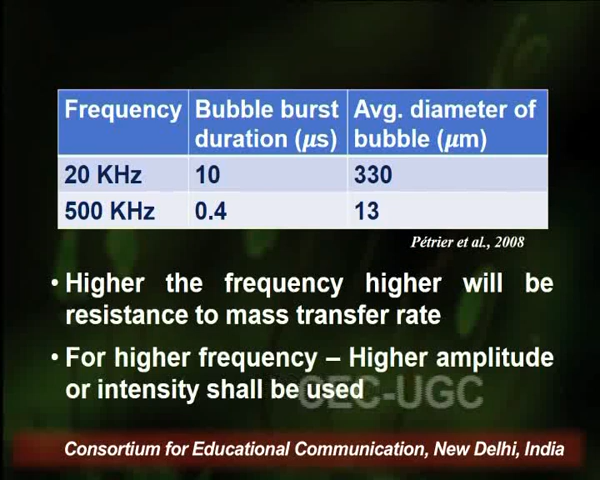 Frequency Bubble burst duration (µs) Avg. diameter of bubble (µm)
20 KHz 10 330
500 KHz 0.4 13
Pétrier et al., 2008
• Higher the frequency higher will be
resistance to mass transfer rate
• For higher frequency – Higher amplitude
or intensity shall be used
CEC-UGC
Consortium for Educational Communication, New Delhi, India